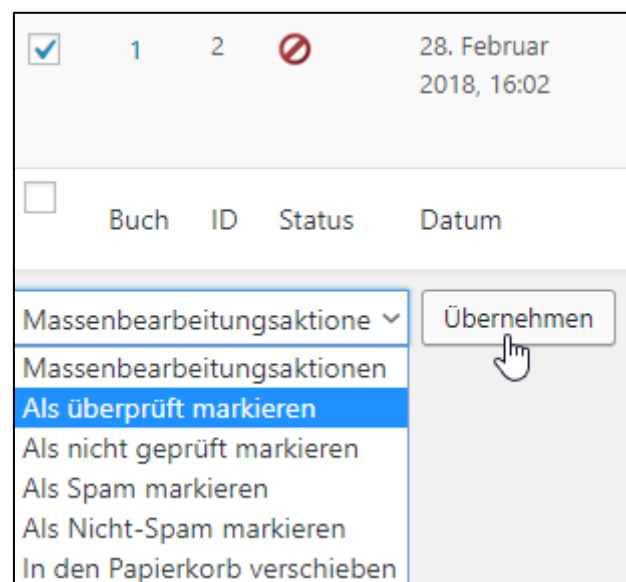 1 2 28. Februar
2018, 16:02
Buch ID Status Datum
Massenbearbeitungsaktione Übernehmen
Massenbearbeitungsaktionen
Als überprüft markieren
Als nicht geprüft markieren
Als Spam markieren
Als Nicht-Spam markieren
In den Papierkorb verschieben